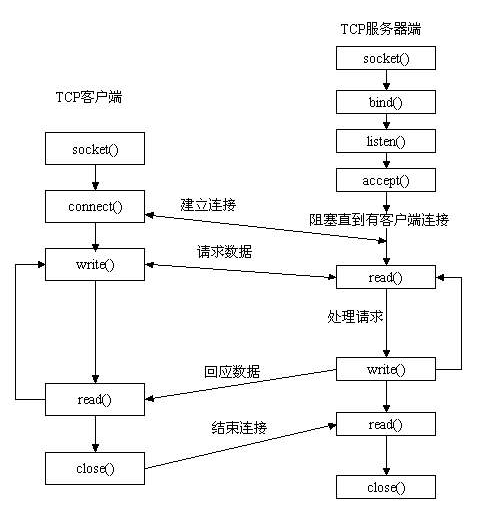 TCP服务器端
socket()
bind()
listen()
accept()
阻塞直到有客户端连接
read()
处理请求
write()
read()
close()
TCP客户端
socket()
connect()
write()
read()
close()
建立连接
请求数据
回应数据
结束连接